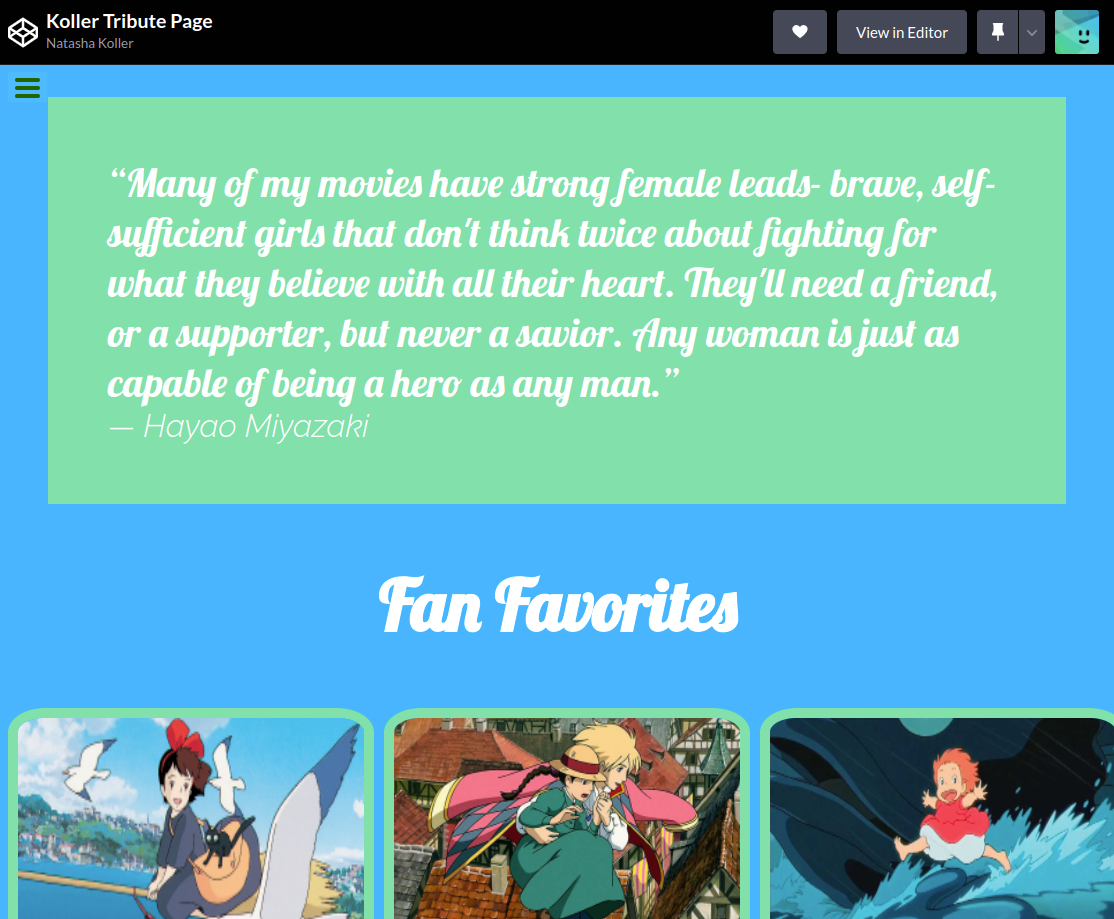 Koller Tribute Page
Natasha Koller
View in Editor
“Many of my movies have strong female leads- brave, self-
sufficient girls that don't think twice about fighting for
what they believe with all their heart. They'll need a friend,
or a supporter, but never a savior. Any woman is just as
capable of being a hero as any man.”
— Hayao Miyazaki
Fan Favorites